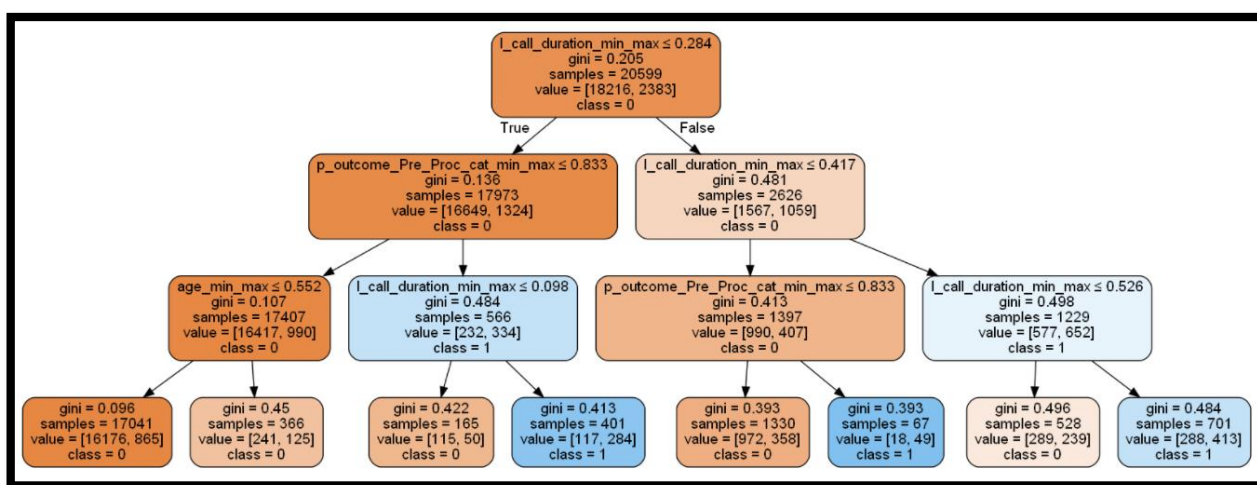 l_call_duration_min_max ≤ 0.284
gini = 0.205
samples = 20599
value = [18216, 2383]
class = 0
True
False
p_outcome_Pre_Proc_cat_min_max ≤ 0.833
gini = 0.136
samples = 17973
value = [16649, 1324]
class = 0
l_call_duration_min_max ≤ 0.417
gini = 0.481
samples = 2626
value = [1567, 1059]
class = 0
age_min_max ≤ 0.552
gini = 0.107
samples = 17407
value = [16417, 990]
class = 0
l_call_duration_min_max ≤ 0.098
gini = 0.484
samples = 566
value = [232, 334]
class = 1
p_outcome_Pre_Proc_cat_min_max ≤ 0.833
gini = 0.413
samples = 1397
value = [990, 407]
class = 0
l_call_duration_min_max ≤ 0.526
gini = 0.498
samples = 1229
value = [577, 652]
class = 1
gini = 0.096
samples = 17041
value = [16176, 865]
class = 0
gini = 0.45
samples = 366
value = [241, 125]
class = 0
gini = 0.422
samples = 165
value = [115, 50]
class = 0
gini = 0.413
samples = 401
value = [117, 284]
class = 1
gini = 0.393
samples = 1330
value = [972, 358]
class = 0
gini = 0.393
samples = 67
value = [18, 49]
class = 1
gini = 0.496
samples = 528
value = [289, 239]
class = 0
gini = 0.484
samples = 701
value = [288, 413]
class = 1